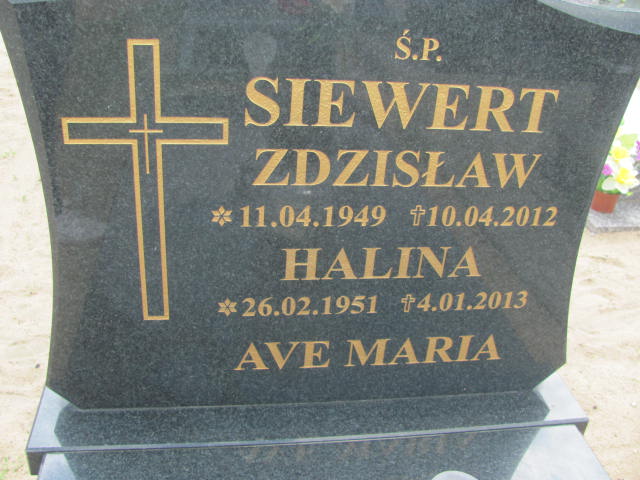 Ś.P.
SIEWERT
ZDZISŁAW
✲11.04.1949 ✝10.04.2012
HALINA
✲26.02.1951 ✝4.01.2013
AVE MARIA